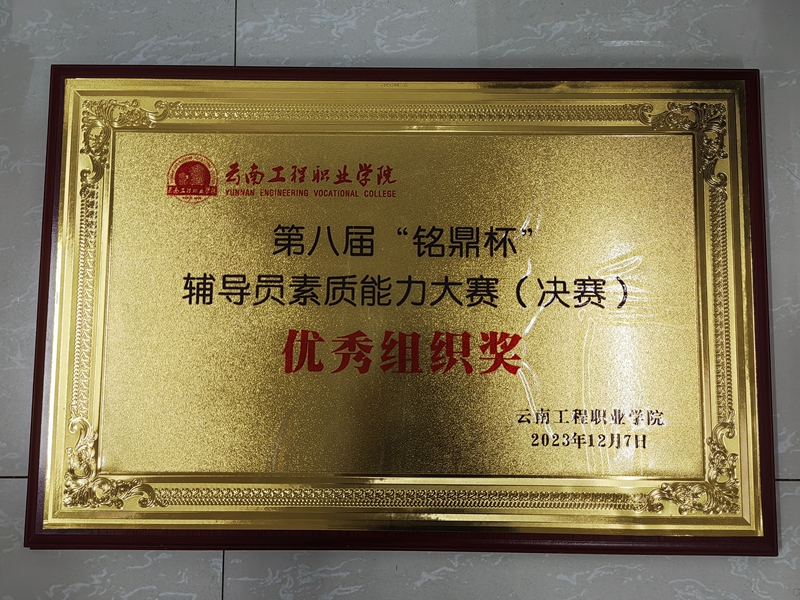 云南工程职业学院
YUNNAN ENGINEERING VOCATIONAL COLLEGE
第八届“铭鼎杯”
辅导员素质能力大赛（决赛）
优秀组织奖
云南工程职业学院
2023年12月7日